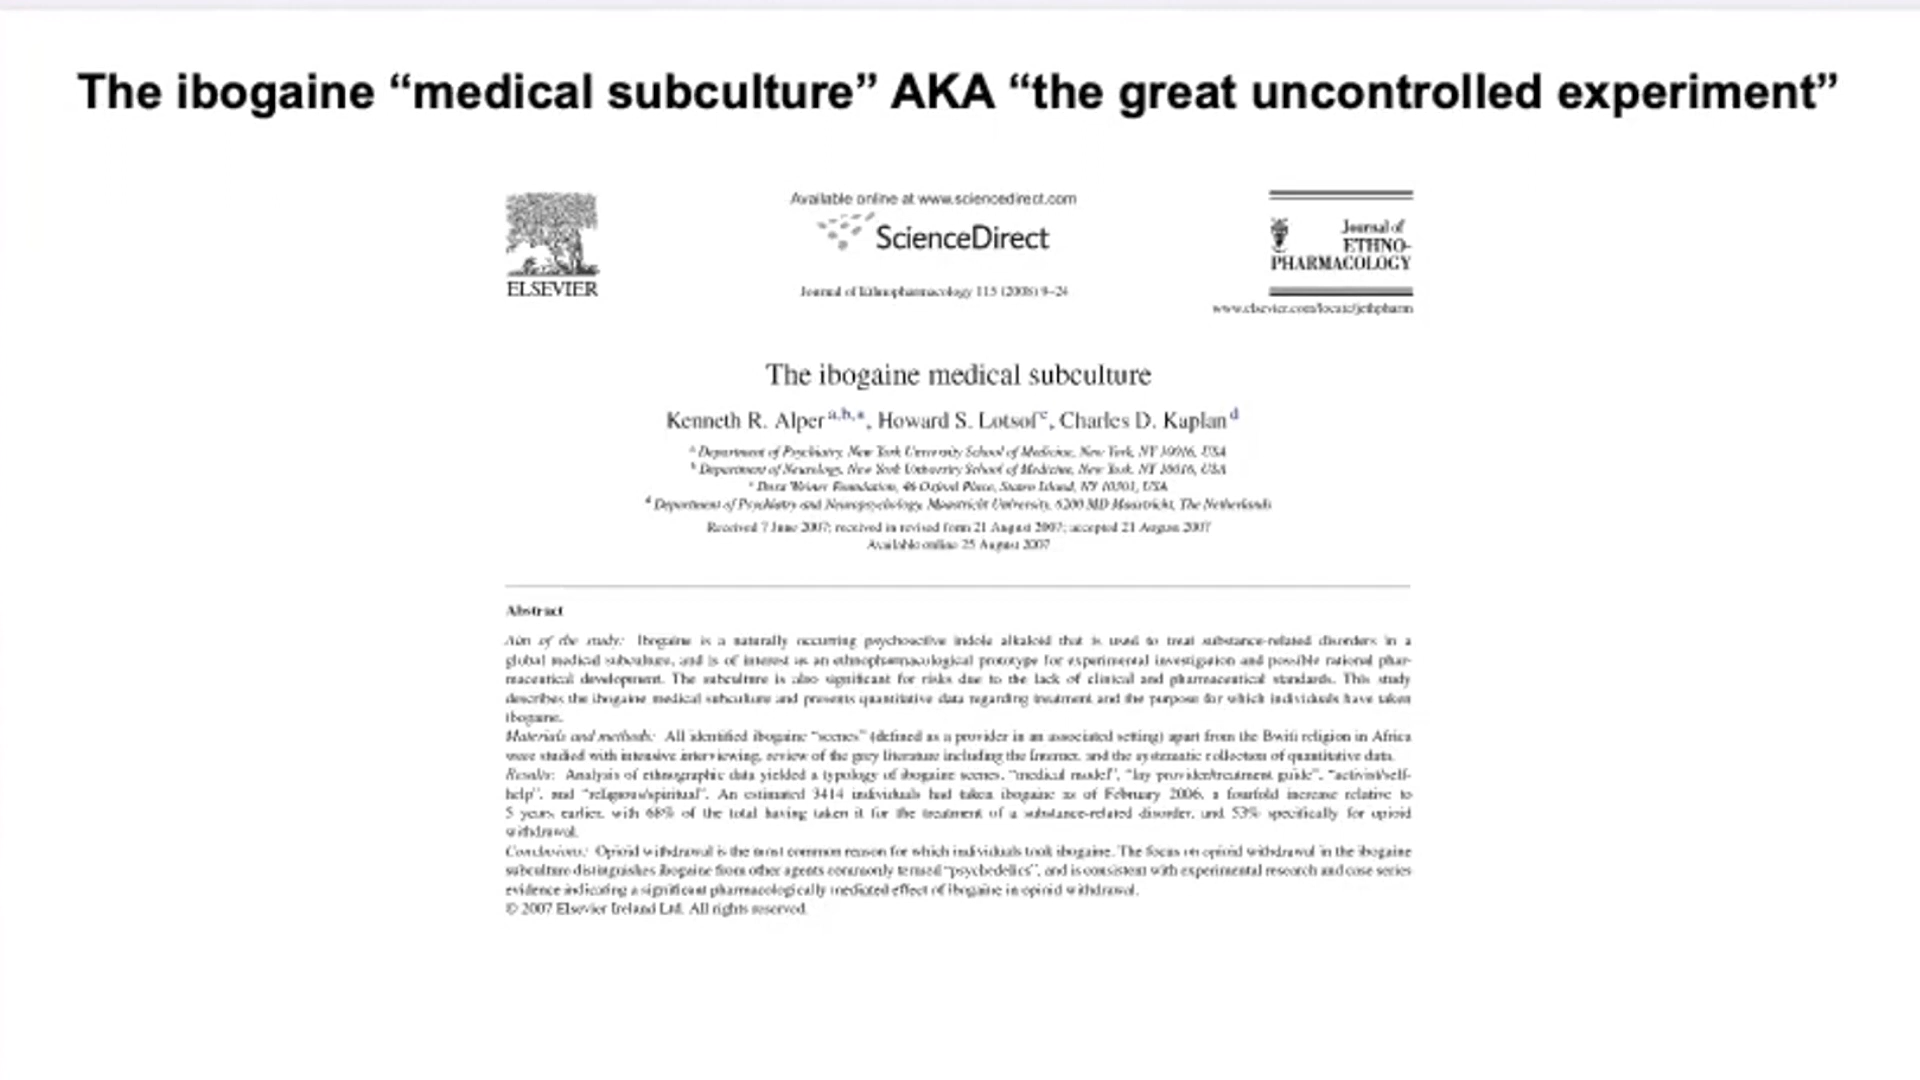 The ibogaine “medical subculture” AKA “the great uncontrolled experiment”
ELSEVIER
Available online at www.sciencedirect.com
ScienceDirect
Journal of Ethnopharmacology 115 (2008) 9–24
Journal of
ETHNO-
PHARMACOLOGY
www.elsevier.com/locate/jethpharm
The ibogaine medical subculture
Kenneth R. Alper a,b,*, Howard S. Lotsof c, Charles D. Kaplan d
a Department of Psychiatry, New York University School of Medicine, New York, NY 10016, USA
b Department of Neurology, New York University School of Medicine, New York, NY 10016, USA
c Dora Weiner Foundation, 46 Oxford Place, Staten Island, NY 10301, USA
d Department of Psychiatry and Neuropsychology, Maastricht University, 6200 MD Maastricht, The Netherlands
Received 7 June 2007; received in revised form 21 August 2007; accepted 21 August 2007
Available online 25 August 2007
Abstract
Aim of the study: Ibogaine is a naturally occurring psychoactive indole alkaloid that is used to treat substance-related disorders in a
global medical subculture, and is of interest as an ethnopharmacological prototype for experimental investigation and possible rational phar-
maceutical development. The subculture is also significant for risks due to the lack of clinical and pharmaceutical standards. This study
describes the ibogaine medical subculture and presents quantitative data regarding treatment and the purpose for which individuals have taken
ibogaine.
Materials and methods: All identified ibogaine “scenes” (defined as a provider in an associated setting) apart from the Bwiti religion in Africa
were studied with intensive interviewing, review of the grey literature including the Internet, and the systematic collection of quantitative data.
Results: Analysis of ethnographic data yielded a typology of ibogaine scenes, “medical model”, “lay provider/treatment guide”, “activist/self-
help”, and “religious/spiritual”. An estimated 3414 individuals had taken ibogaine as of February 2006, a fourfold increase relative to
5 years earlier, with 68% of the total having taken it for the treatment of a substance-related disorder, and 53% specifically for opioid
withdrawal.
Conclusions: Opioid withdrawal is the most common reason for which individuals took ibogaine. The focus on opioid withdrawal in the ibogaine
subculture distinguishes ibogaine from other agents commonly termed “psychedelics”, and is consistent with experimental research and case series
evidence indicating a significant pharmacologically mediated effect of ibogaine in opioid withdrawal.
© 2007 Elsevier Ireland Ltd. All rights reserved.